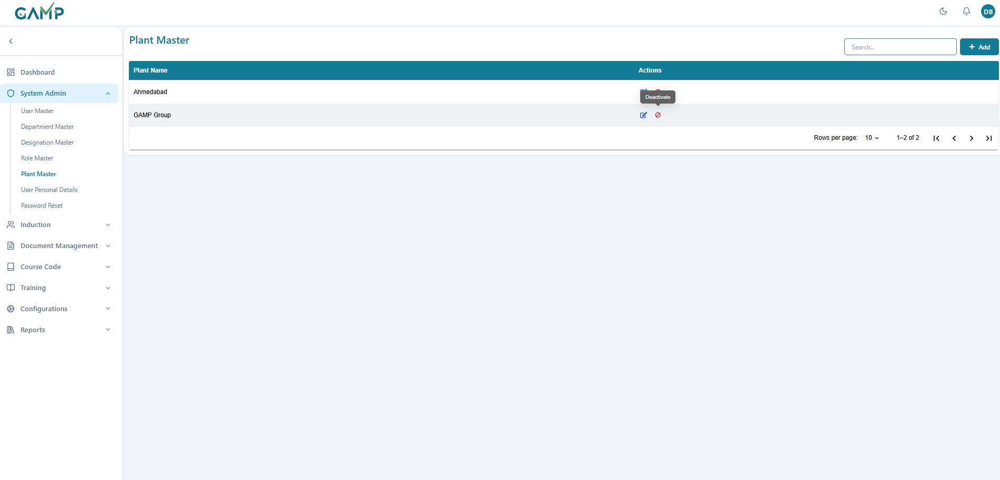 GAMP
DB
Plant Master
Search...
+ Add
Dashboard
System Admin
User Master
Department Master
Designation Master
Role Master
Plant Master
User Personal Details
Password Reset
Induction
Document Management
Course Code
Training
Configurations
Reports
Plant Name Actions
Ahmedabad
Deactivate
GAMP Group
Rows per page: 10 1–2 of 2